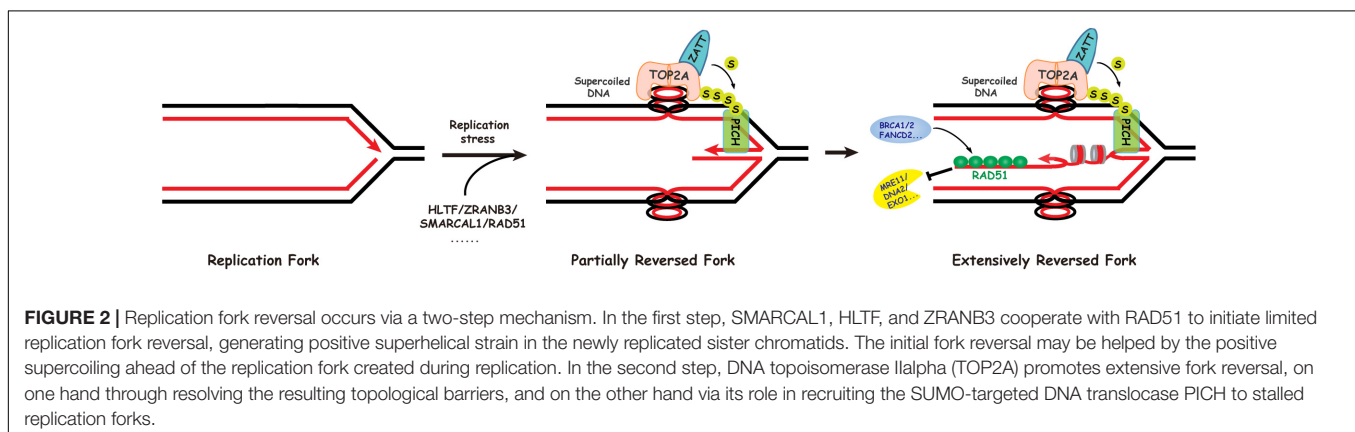 ZATT
S
TOP2A
Supercoiled
DNA
S S S S
PICH
Replication
stress
HLTF/ZRANB3/
SMARCAL1/RAD51
......
ZATT
S
TOP2A
Supercoiled
DNA
S S S S
PICH
BRCA1/2
FANCD2...
RAD51
MRE11/
DNA2/
EXO1...
Replication Fork
Partially Reversed Fork
Extensively Reversed Fork
FIGURE 2 | Replication fork reversal occurs via a two-step mechanism. In the first step, SMARCAL1, HLTF, and ZRANB3 cooperate with RAD51 to initiate limited
replication fork reversal, generating positive superhelical strain in the newly replicated sister chromatids. The initial fork reversal may be helped by the positive
supercoiling ahead of the replication fork created during replication. In the second step, DNA topoisomerase IIalpha (TOP2A) promotes extensive fork reversal, on
one hand through resolving the resulting topological barriers, and on the other hand via its role in recruiting the SUMO-targeted DNA translocase PICH to stalled
replication forks.